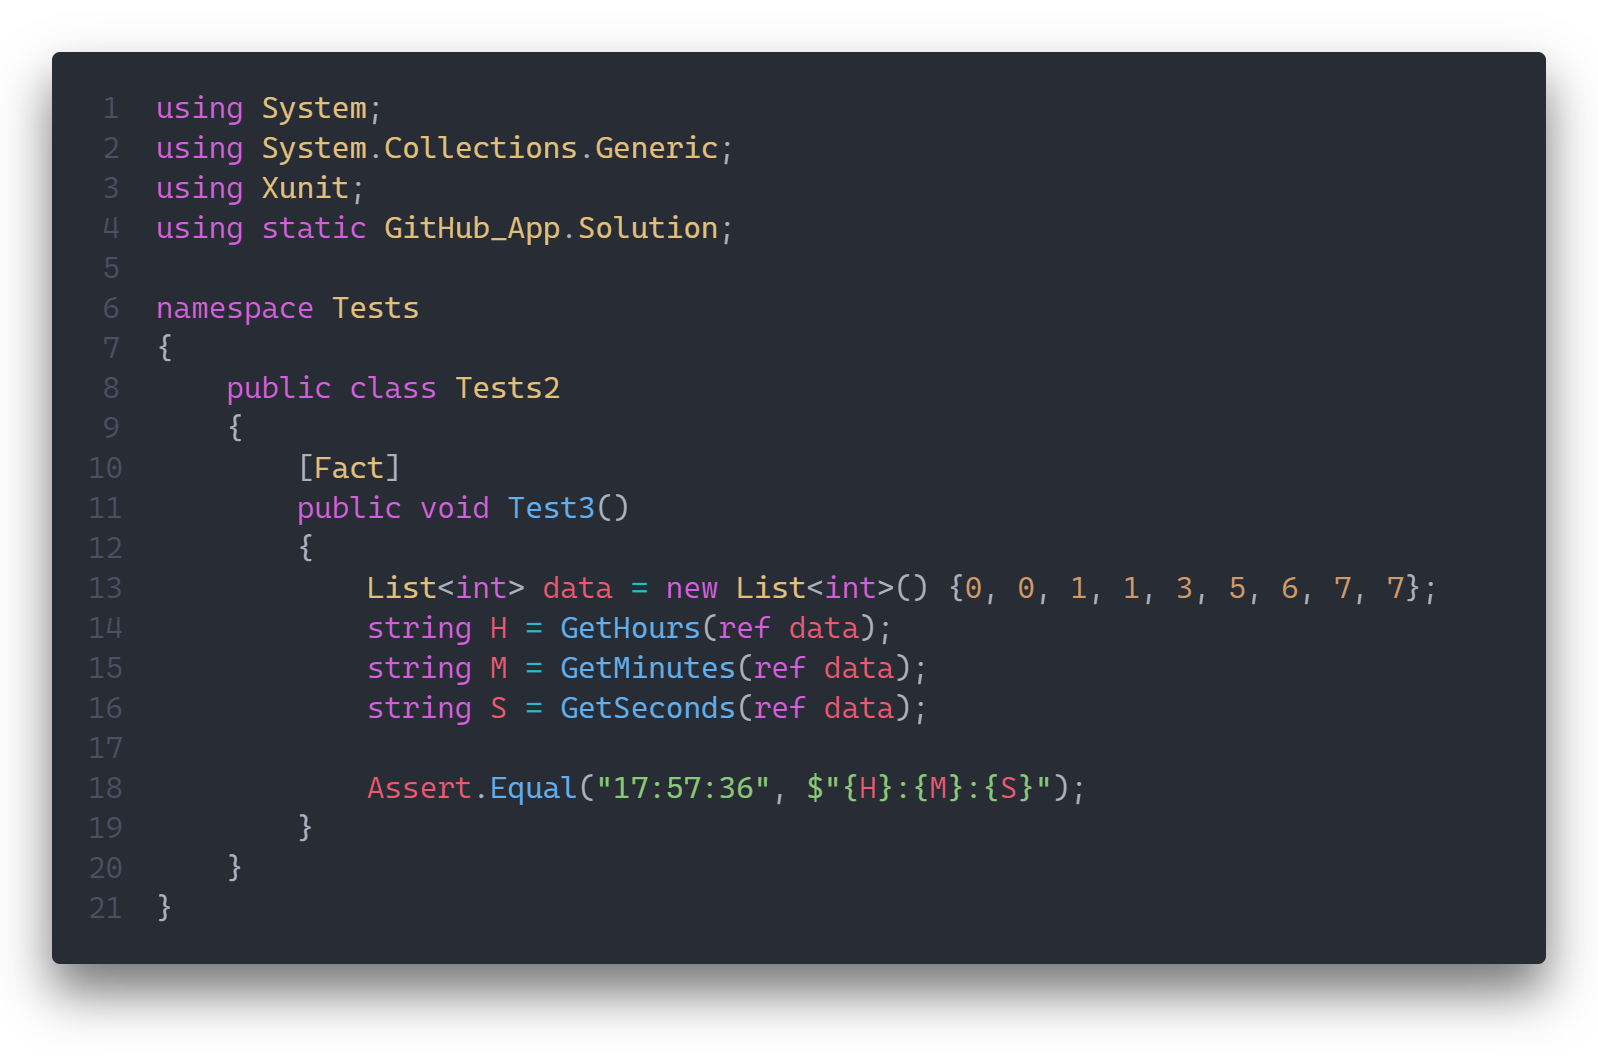 1 using System;
2 using System.Collections.Generic;
3 using Xunit;
4 using static GitHub_App.Solution;
5
6 namespace Tests
7 {
8     public class Tests2
9     {
10         [Fact]
11         public void Test3()
12         {
13             List<int> data = new List<int>() {0, 0, 1, 1, 3, 5, 6, 7, 7};
14             string H = GetHours(ref data);
15             string M = GetMinutes(ref data);
16             string S = GetSeconds(ref data);
17
18             Assert.Equal("17:57:36", $"{H}:{M}:{S}");
19         }
20     }
21 }